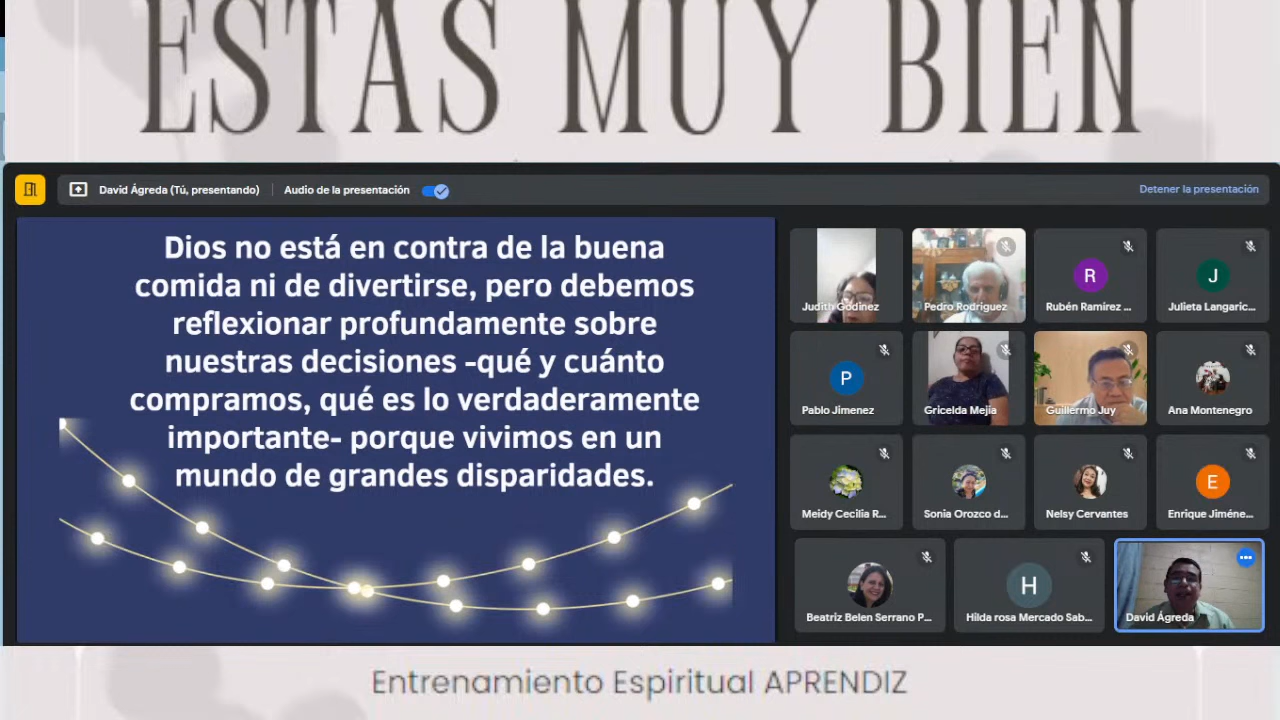 ESTAS MUY BIEN
David Ágreda (Tú, presentando)
Audio de la presentación
Detener la presentación
Dios no está en contra de la buena
comida ni de divertirse, pero debemos
reflexionar profundamente sobre
nuestras decisiones -qué y cuánto
compramos, qué es lo verdaderamente
importante- porque vivimos en un
mundo de grandes disparidades.
Judith Godinez
Pedro Rodriguez
R
Rubén Ramírez ...
J
Julieta Langaric...
P
Pablo Jimenez
Gricelda Mejia
Guillermo Juy
Ana Montenegro
Meidy Cecilia R...
Sonia Orozco d...
Nelsy Cervantes
E
Enrique Jiméne...
Beatriz Belen Serrano P...
H
Hilda rosa Mercado Sab...
David Ágreda
Entrenamiento Espiritual APRENDIZ